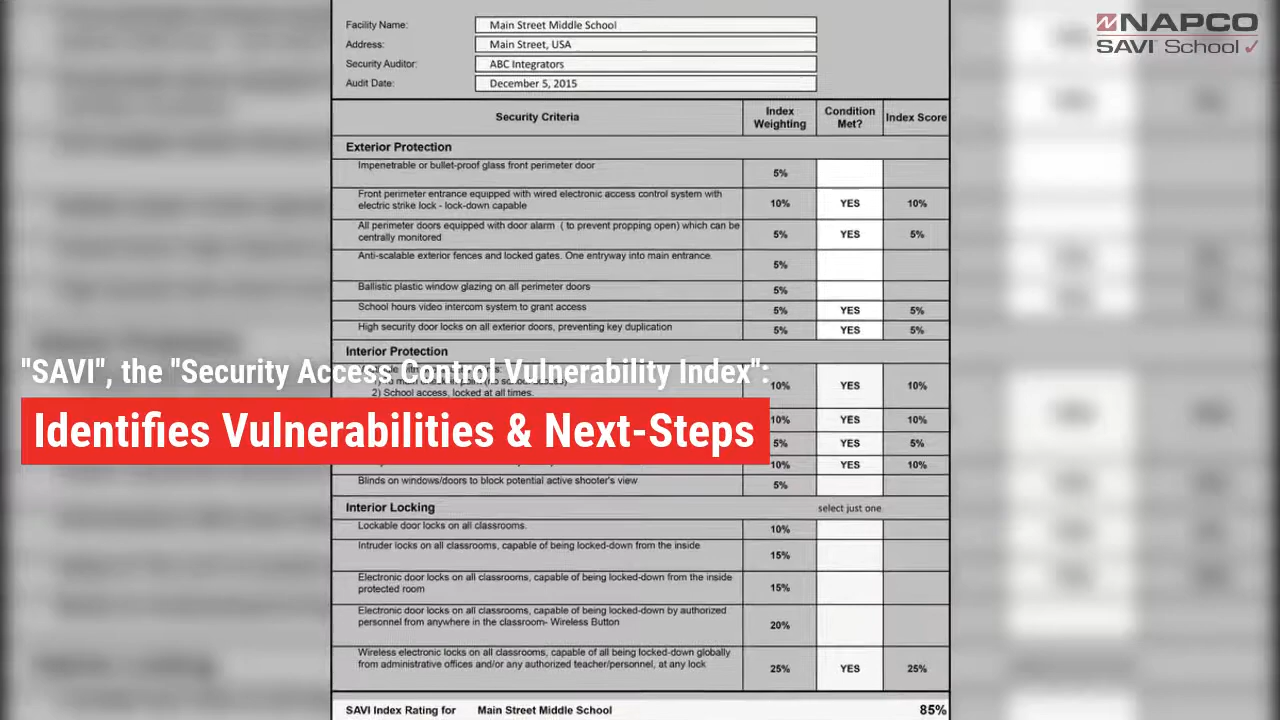 NAPCO
SAVI School ✓
Facility Name: Main Street Middle School
Address: Main Street, USA
Security Auditor: ABC Integrators
Audit Date: December 5, 2015
Security Criteria Index Weighting Condition Met? Index Score
Exterior Protection
Impenetrable or bullet-proof glass front perimeter door 5%
Front perimeter entrance equipped with wired electronic access control system with
electric strike lock - lock-down capable 10% YES 10%
All perimeter doors equipped with door alarm ( to prevent propping open) which can be
centrally monitored 5% YES 5%
Anti-scalable exterior fences and locked gates. One entryway into main entrance. 5%
Ballistic plastic window glazing on all perimeter doors 5%
School hours video intercom system to grant access 5% YES 5%
High security door locks on all exterior doors, preventing key duplication 5% YES 5%
Interior Protection
"SAVI", the "Security Access Control Vulnerability Index":
2) School access, locked at all times. 10% YES 10%
Identifies Vulnerabilities & Next-Steps
10% YES 10%
5% YES 5%
10% YES 10%
Blinds on windows/doors to block potential active shooter's view 5%
Interior Locking select just one
Lockable door locks on all classrooms. 10%
Intruder locks on all classrooms, capable of being locked-down from the inside 15%
Electronic door locks on all classrooms, capable of being locked-down from the inside
protected room 15%
Electronic door locks on all classrooms, capable of being locked-down by authorized
personnel from anywhere in the classroom- Wireless Button 20%
Wireless electronic locks on all classrooms, capable of all being locked-down globally
from administrative offices and/or any authorized teacher/personnel, at any lock 25% YES 25%
SAVI Index Rating for Main Street Middle School 85%